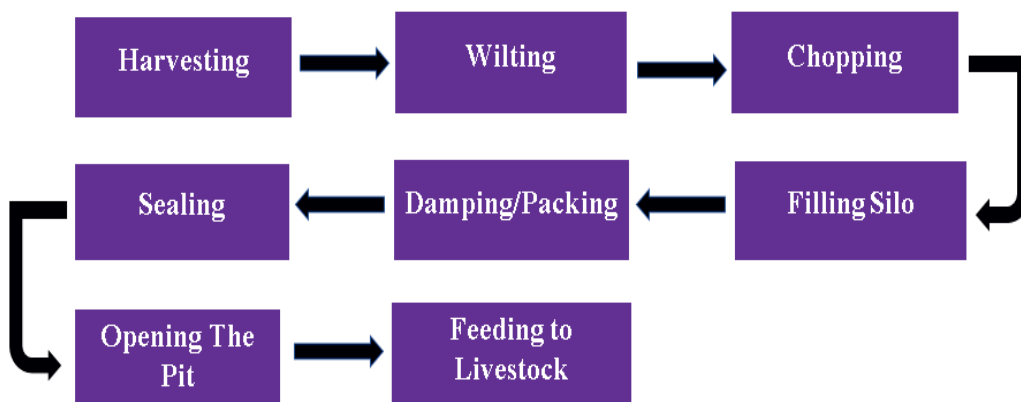 Harvesting
Wilting
Chopping
Filling Silo
Damping/Packing
Sealing
Opening The
Pit
Feeding to
Livestock